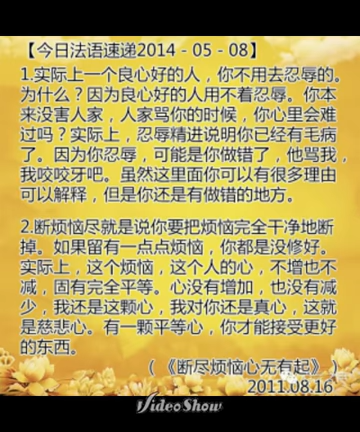 【今日法语速递2014－05－08】
1.实际上一个良心好的人，你不用去忍辱的。
为什么？因为良心好的人用不着忍辱。你本
来没害人家，人家骂你的时候，你心里会难
过吗？实际上，忍辱精进说明你已经有毛病
了。因为你忍辱，可能是你做错了，他骂我，
我咬咬牙吧。虽然这里面你可以有很多理由
可以解释，但是你还是有做错的地方。
2.断烦恼尽就是说你要把烦恼完全干净地断
掉。如果留有一点点烦恼，你都是没修好。
实际上，这个烦恼，这个人的心，不增也不
减，固有完全平等。心没有增加，也没有减
少，我还是这颗心，我对你还是真心，这就
是慈悲心。有一颗平等心，你才能接受更好
的东西。
（《断尽烦恼心无有起》）
2011.08.16
VideoShow